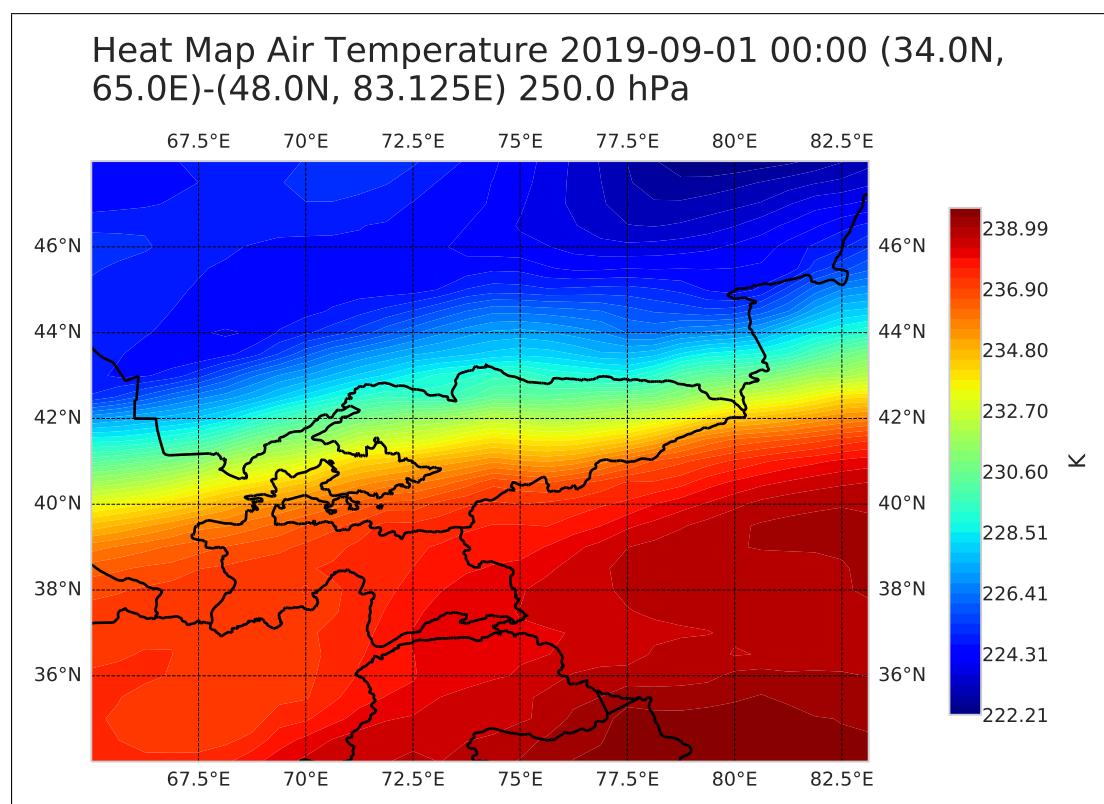 Heat Map Air Temperature 2019-09-01 00:00 (34.0N,
65.0E)-(48.0N, 83.125E) 250.0 hPa
67.5°E 70°E 72.5°E 75°E 77.5°E 80°E 82.5°E
46°N 46°N
44°N 44°N
42°N 42°N
40°N 40°N
38°N 38°N
36°N 36°N
67.5°E 70°E 72.5°E 75°E 77.5°E 80°E 82.5°E
238.99
236.90
234.80
232.70
230.60
228.51
226.41
224.31
222.21
K